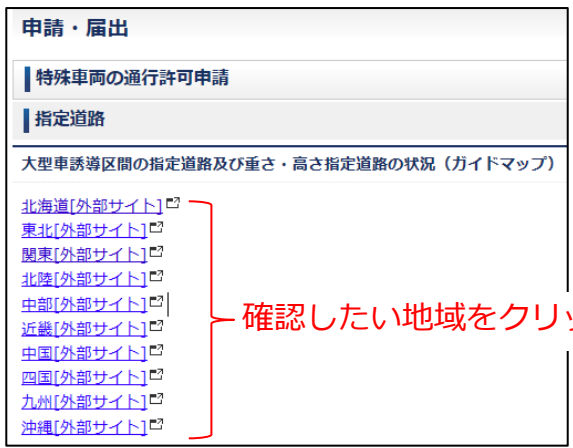 申請・届出
特殊車両の通行許可申請
指定道路
大型車誘導区間の指定道路及び重さ・高さ指定道路の状況（ガイドマップ）
北海道[外部サイト]
東北[外部サイト]
関東[外部サイト]
北陸[外部サイト]
中部[外部サイト]
近畿[外部サイト]
中国[外部サイト]
四国[外部サイト]
九州[外部サイト]
沖縄[外部サイト]
確認したい地域をクリッ